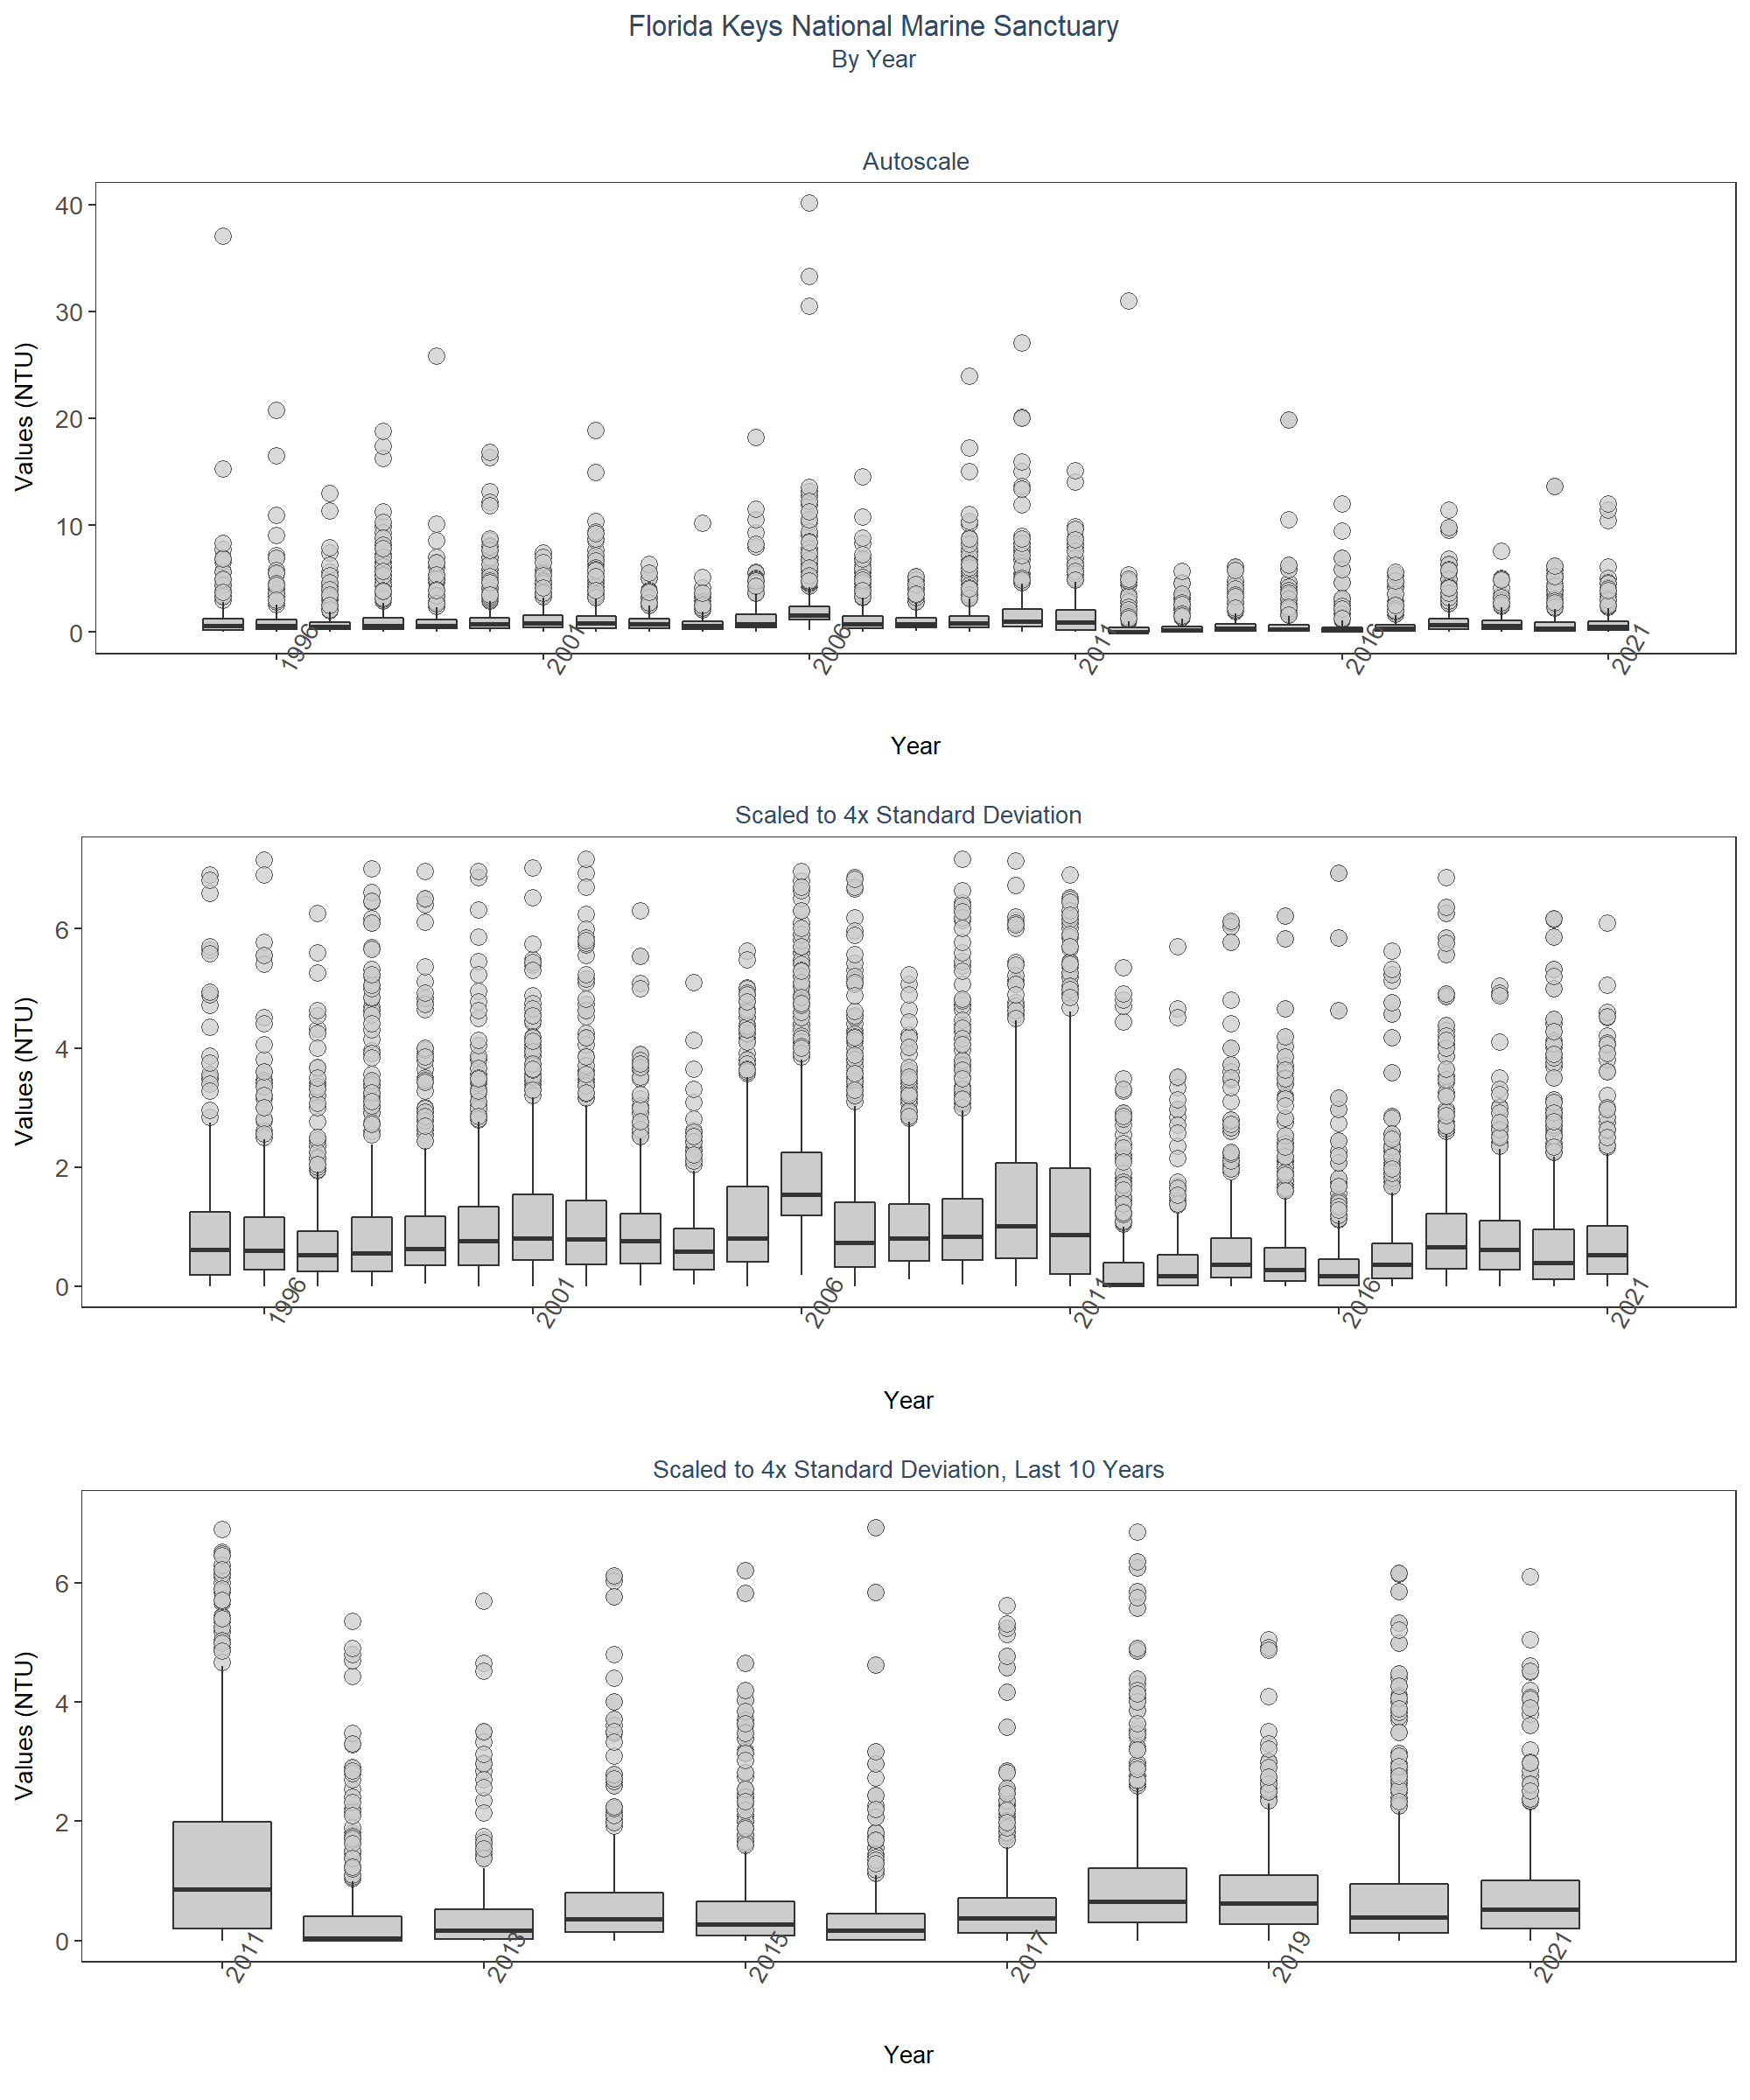 Florida Keys National Marine Sanctuary
By Year
Autoscale
Values (NTU)
40
30
20
10
0
1996
2001
2006
2011
2016
2021
Year
Scaled to 4x Standard Deviation
Values (NTU)
6
4
2
0
1996
2001
2006
2011
2016
2021
Year
Scaled to 4x Standard Deviation, Last 10 Years
Values (NTU)
6
4
2
0
2011
2013
2015
2017
2019
2021
Year